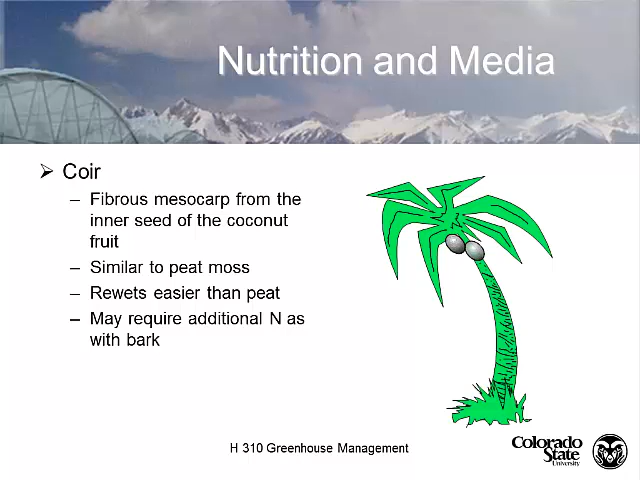 Nutrition and Media
➢ Coir
– Fibrous mesocarp from the
inner seed of the coconut
fruit
– Similar to peat moss
– Rewets easier than peat
– May require additional N as
with bark
H 310 Greenhouse Management
Colorado
State
University